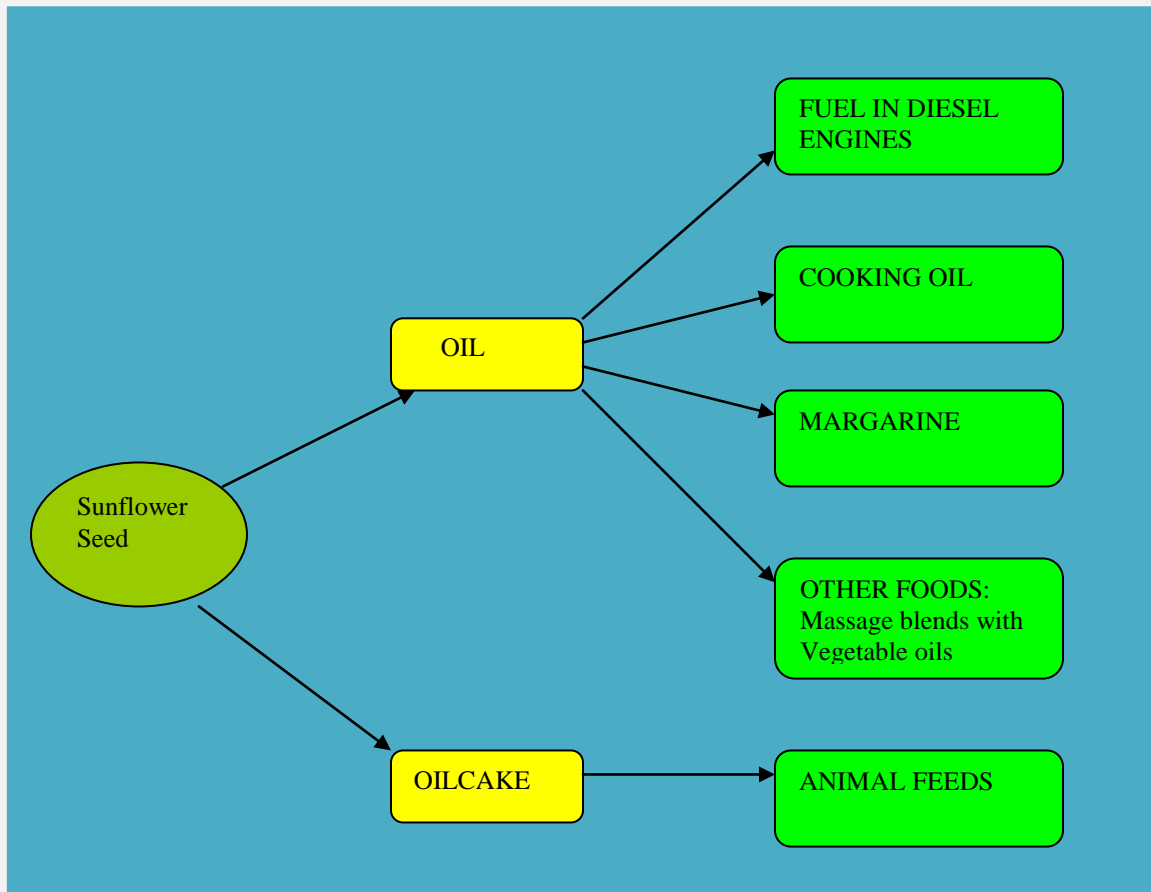 FUEL IN DIESEL
ENGINES
COOKING OIL
OIL
MARGARINE
Sunflower
Seed
OTHER FOODS:
Massage blends with
Vegetable oils
OILCAKE
ANIMAL FEEDS